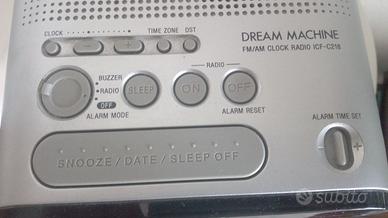 DREAM MACHINE
FM/AM CLOCK RADIO ICF-C218
CLOCK - + TIME ZONE DST
RADIO
BUZZER
RADIO
OFF
ALARM MODE
SLEEP
ON
OFF
ALARM RESET
ALARM TIME SET
- +
SNOOZE / DATE / SLEEP OFF
subito